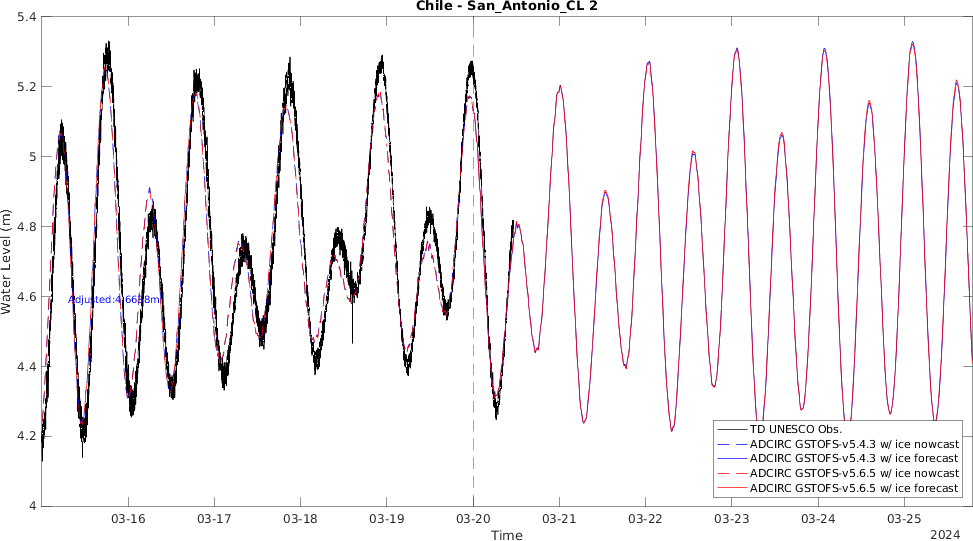 Chile - San_Antonio_CL 2
5.4
5.2
5
4.8
4.6
4.4
4.2
4
Water Level (m)
Adjusted:4.6628m
03-16
03-17
03-18
03-19
03-20
03-21
03-22
03-23
03-24
03-25
Time
2024
TD UNESCO Obs.
ADCIRC GSTOFS-v5.4.3 w/ ice nowcast
ADCIRC GSTOFS-v5.4.3 w/ ice forecast
ADCIRC GSTOFS-v5.6.5 w/ ice nowcast
ADCIRC GSTOFS-v5.6.5 w/ ice forecast